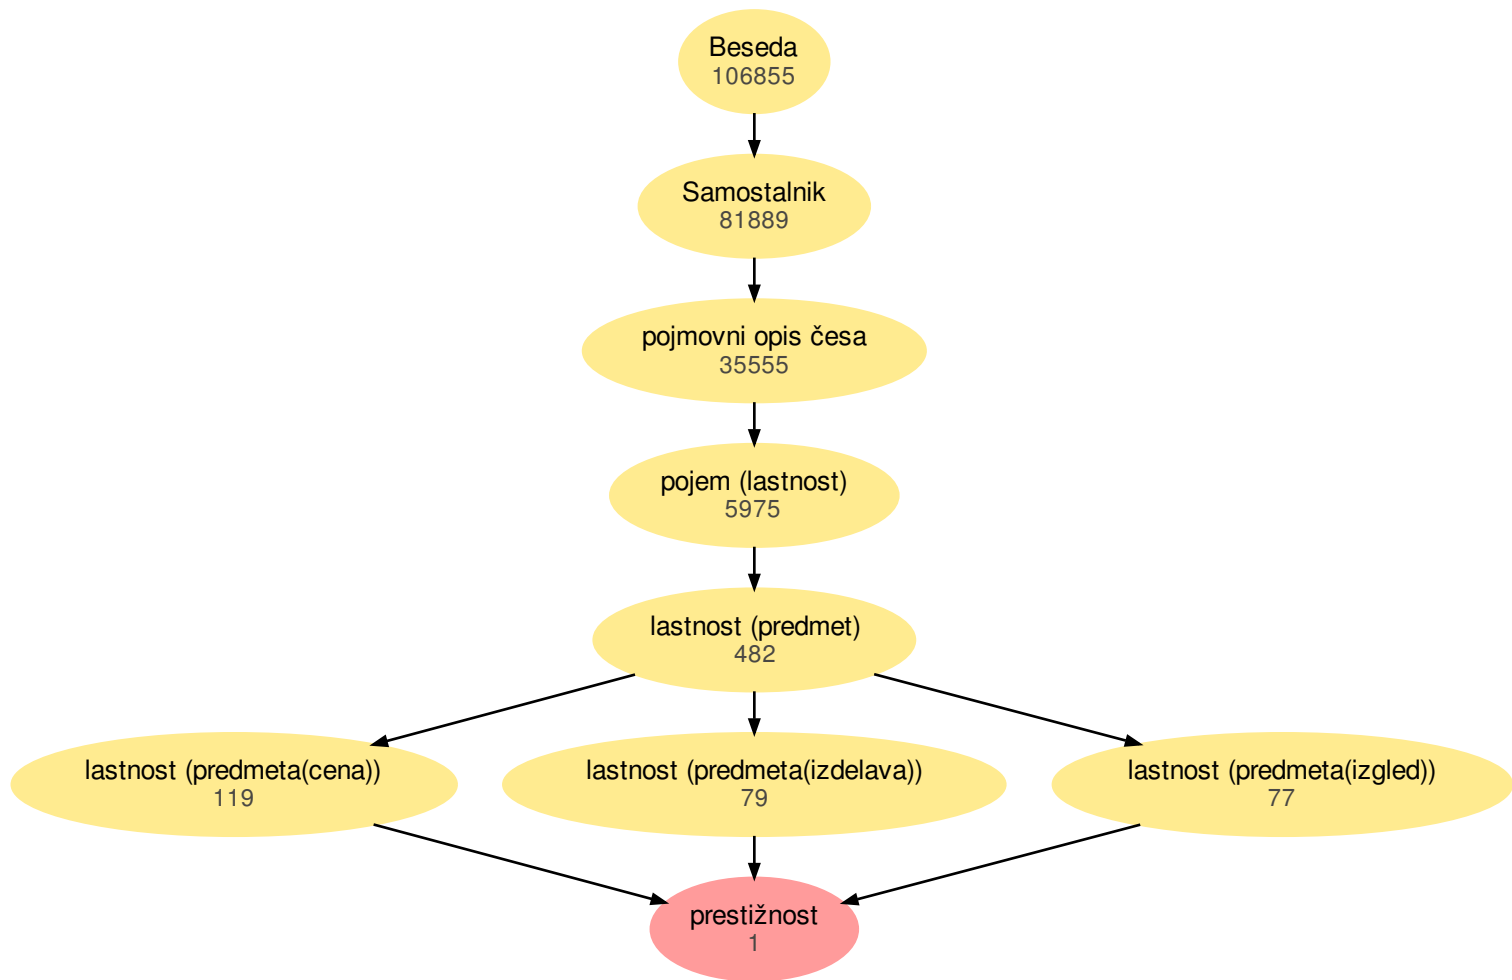 Beseda
106855
Samostalnik
81889
pojmovni opis česa
35555
pojem (lastnost)
5975
lastnost (predmet)
482
lastnost (predmeta(cena))
119
lastnost (predmeta(izdelava))
79
lastnost (predmeta(izgled))
77
prestižnost
1